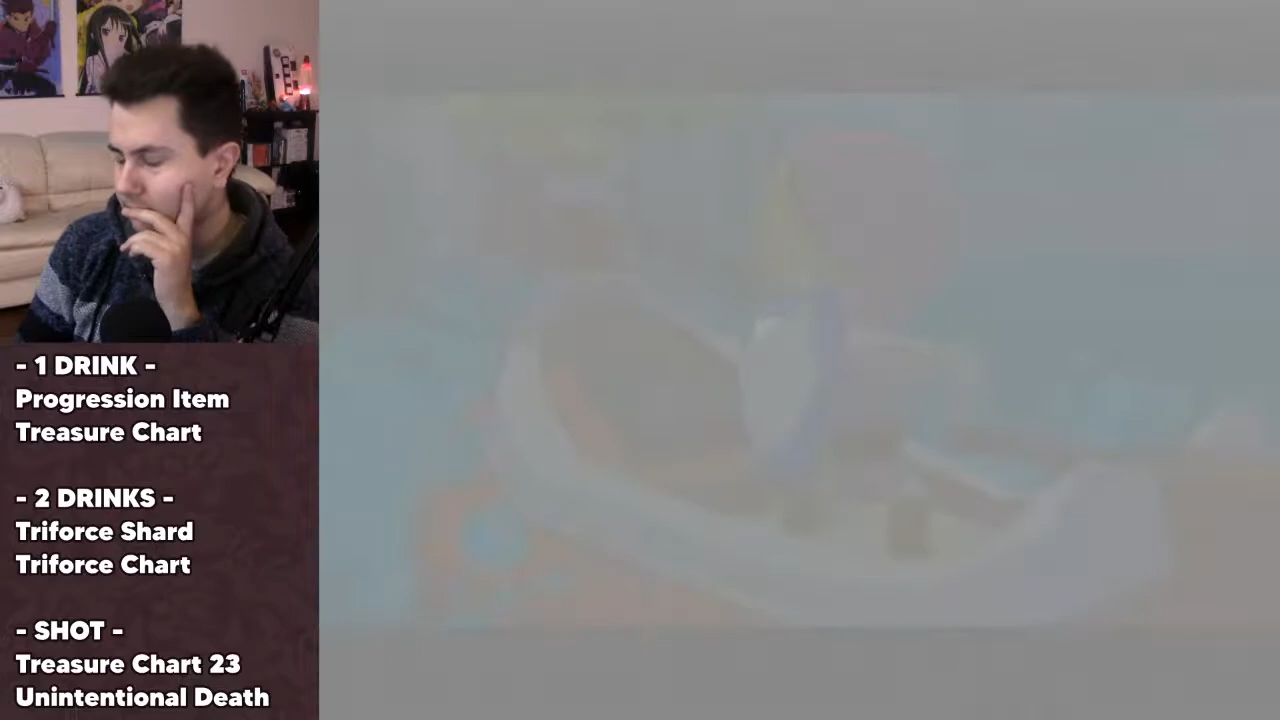 - 1 DRINK -
Progression Item
Treasure Chart
- 2 DRINKS -
Triforce Shard
Triforce Chart
- SHOT -
Treasure Chart 23
Unintentional Death